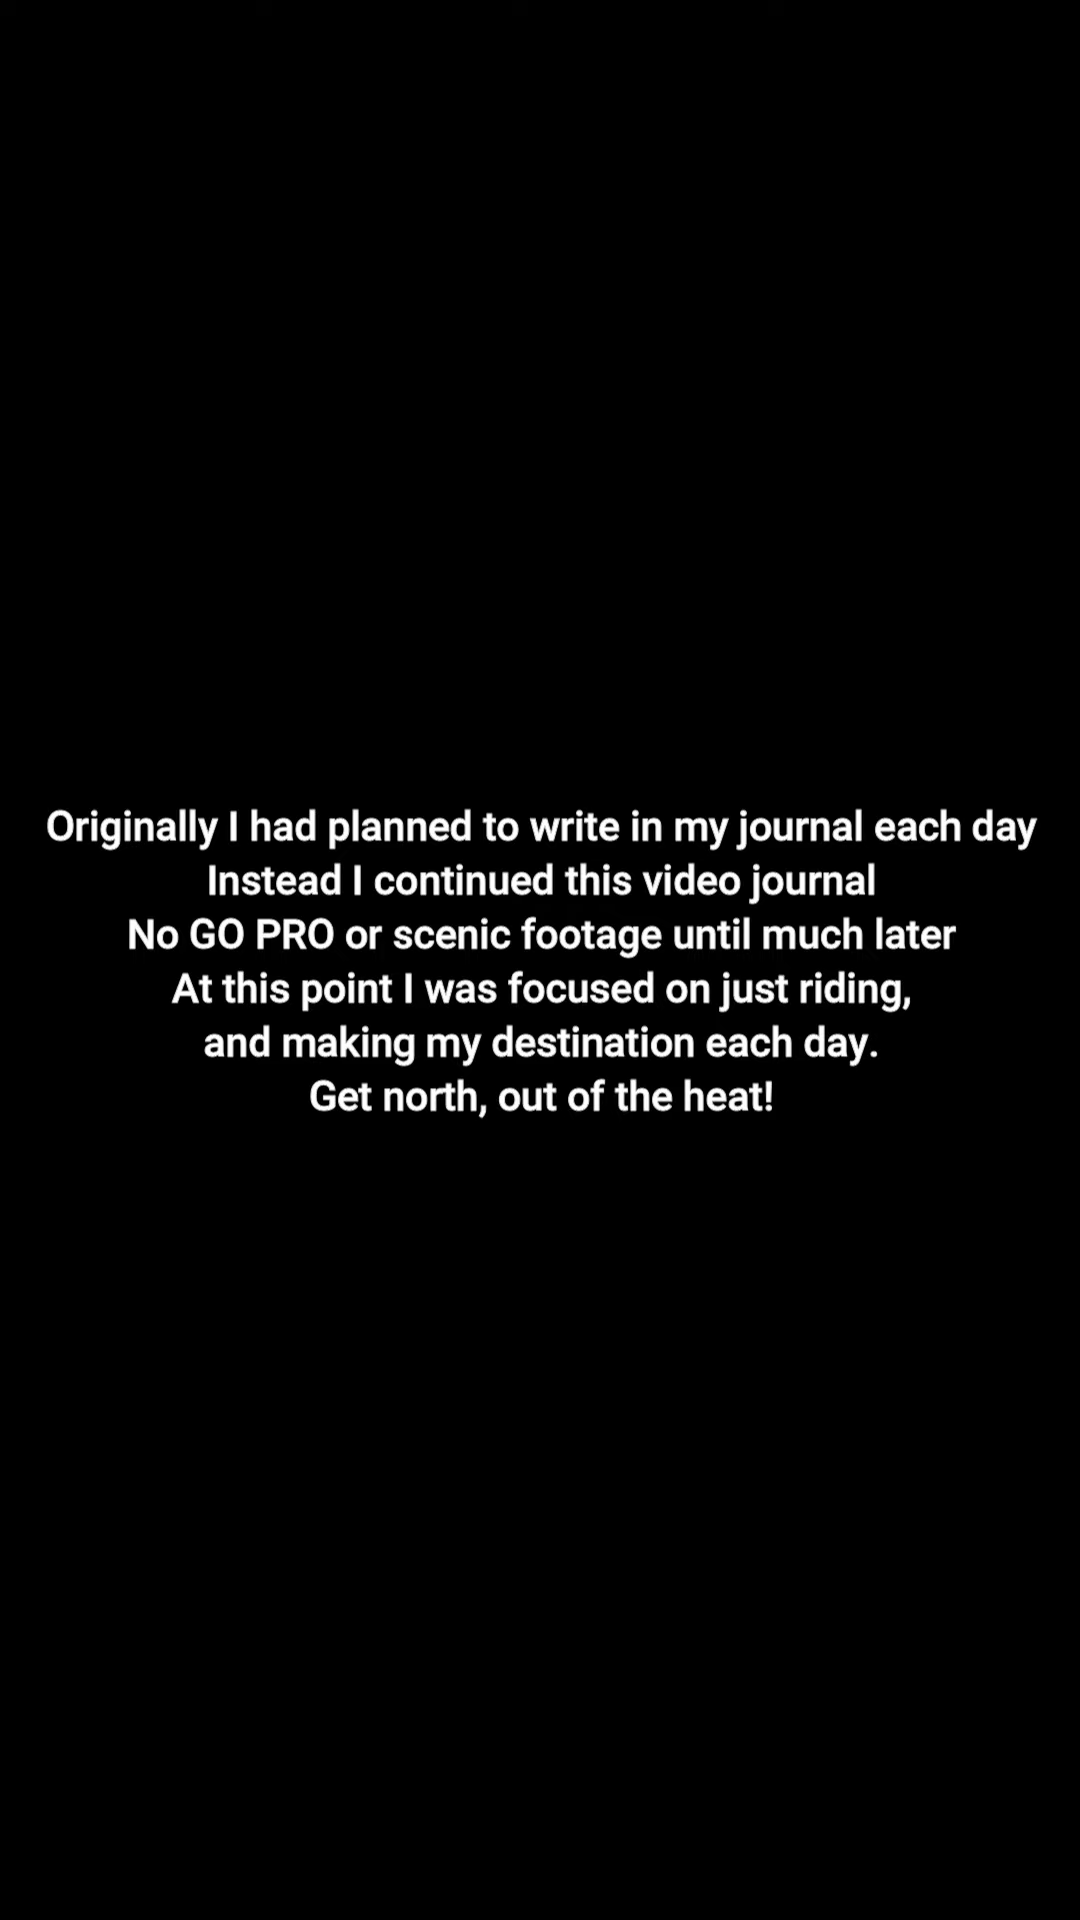 Originally I had planned to write in my journal each day
Instead I continued this video journal
No GO PRO or scenic footage until much later
At this point I was focused on just riding,
and making my destination each day.
Get north, out of the heat!